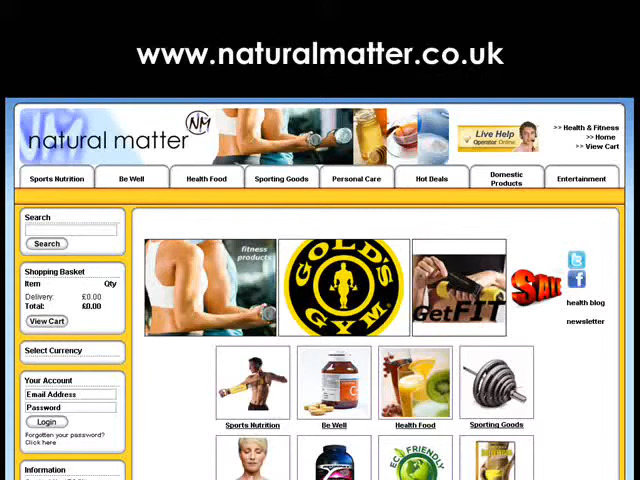 www.naturalmatter.co.uk
natural matter
NM
Live Help
Operator Online
>> Health & Fitness
>> Home
>> View Cart
Sports Nutrition
Be Well
Health Food
Sporting Goods
Personal Care
Hot Deals
Domestic
Products
Entertainment
Search
Search
Shopping Basket
Item Qty
Delivery: £0.00
Total: £0.00
View Cart
Select Currency
Your Account
Email Address
Password
Login
Forgotten your password?
Click here
Information
fitness
products
GOLD'S
GYM
GetFIT
SALE
health blog
newsletter
Sports Nutrition
Be Well
Health Food
Sporting Goods
ECO FRIENDLY